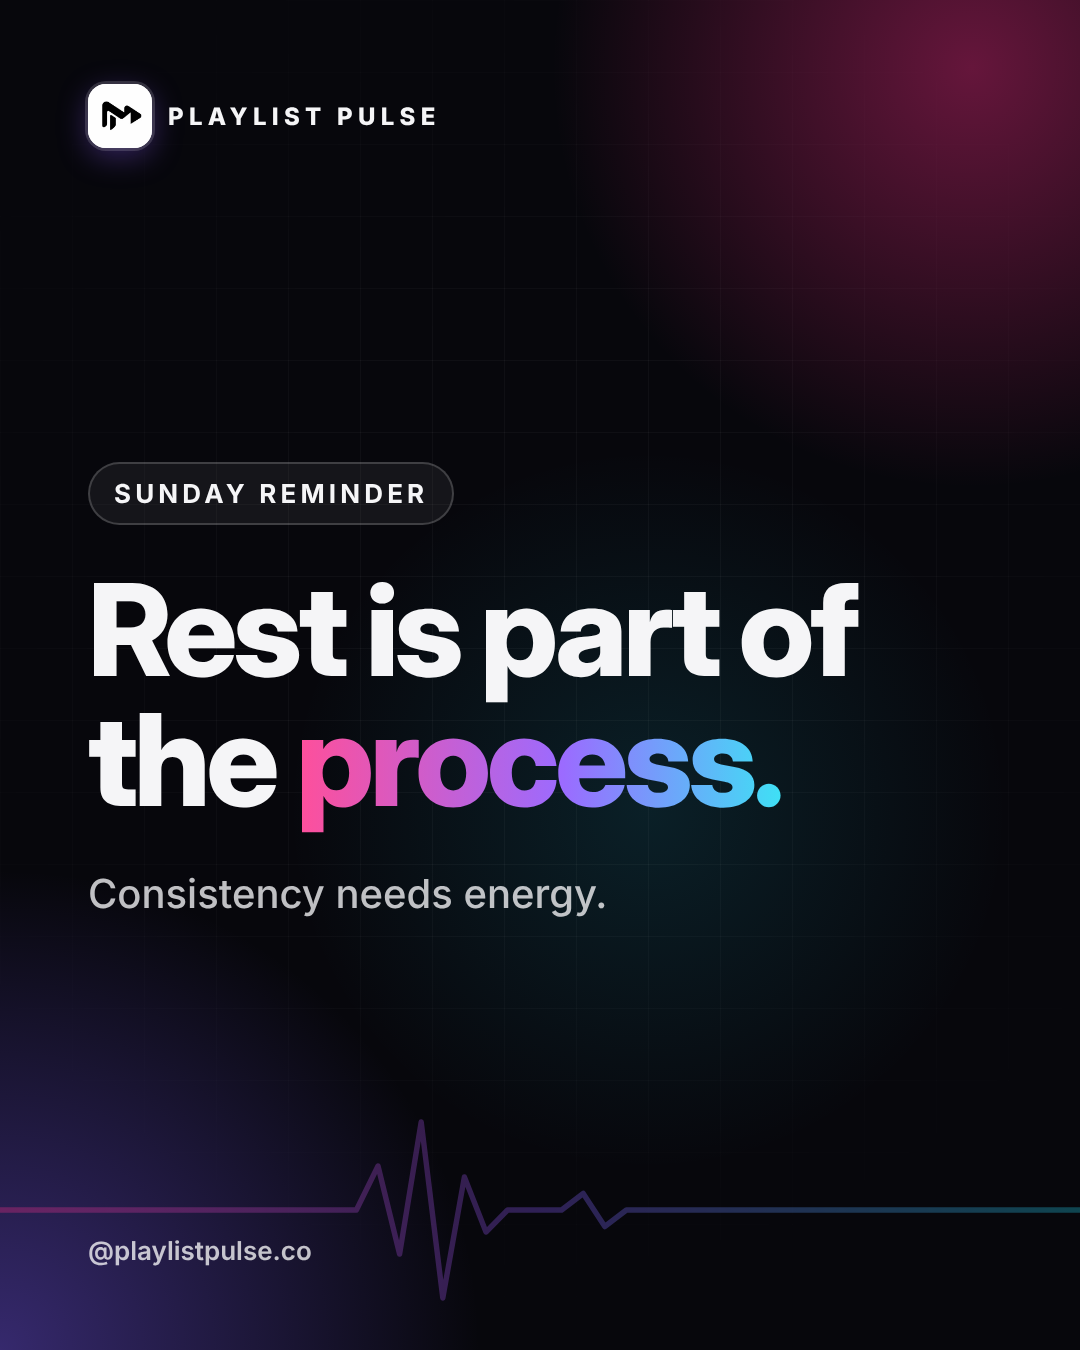 PLAYLIST PULSE
SUNDAY REMINDER
Rest is part of
the process.
Consistency needs energy.
@playlistpulse.co